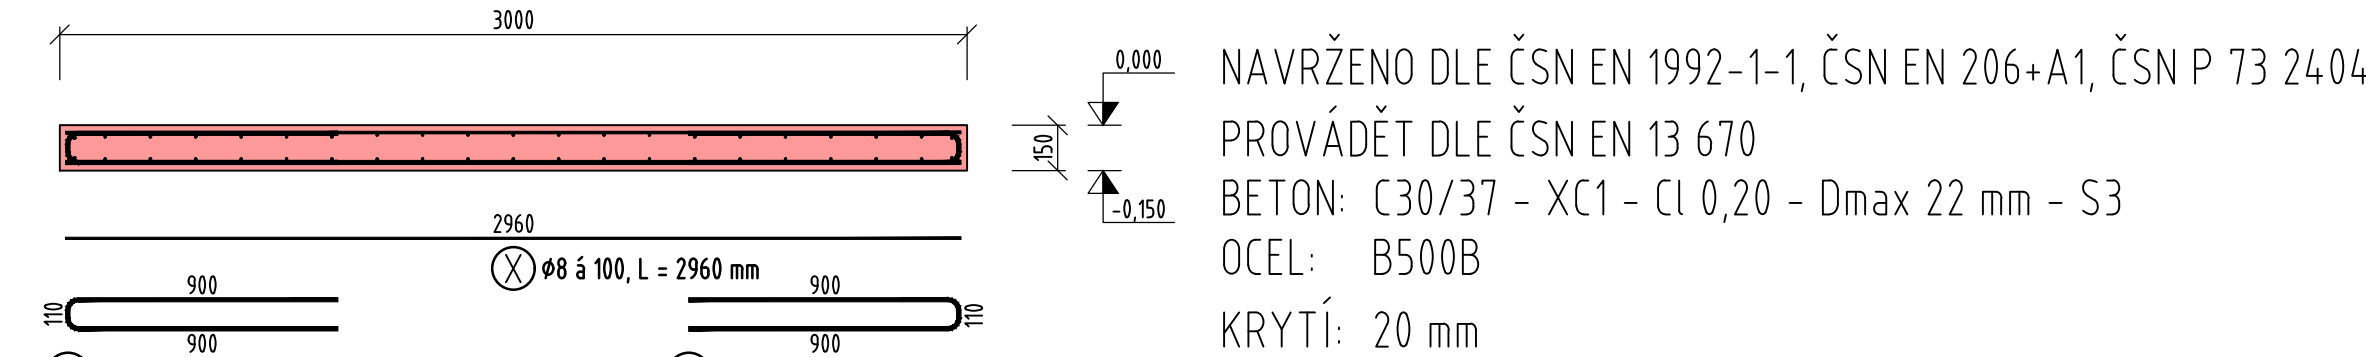 3000
0,000
150
-0,150
2960
X ø8 á 100, L = 2960 mm
900
110
900
900
110
900
NAVRŽENO DLE ČSN EN 1992-1-1, ČSN EN 206+A1, ČSN P 73 2404
PROVÁDĚT DLE ČSN EN 13 670
BETON: C30/37 - XC1 - Cl 0,20 - Dmax 22 mm - S3
OCEL: B500B
KRYTÍ: 20 mm